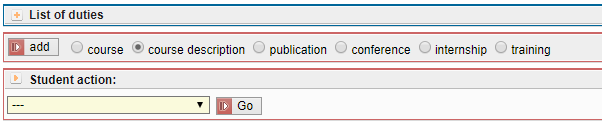 List of duties
add course course description publication conference internship training
Student action:
--- Go